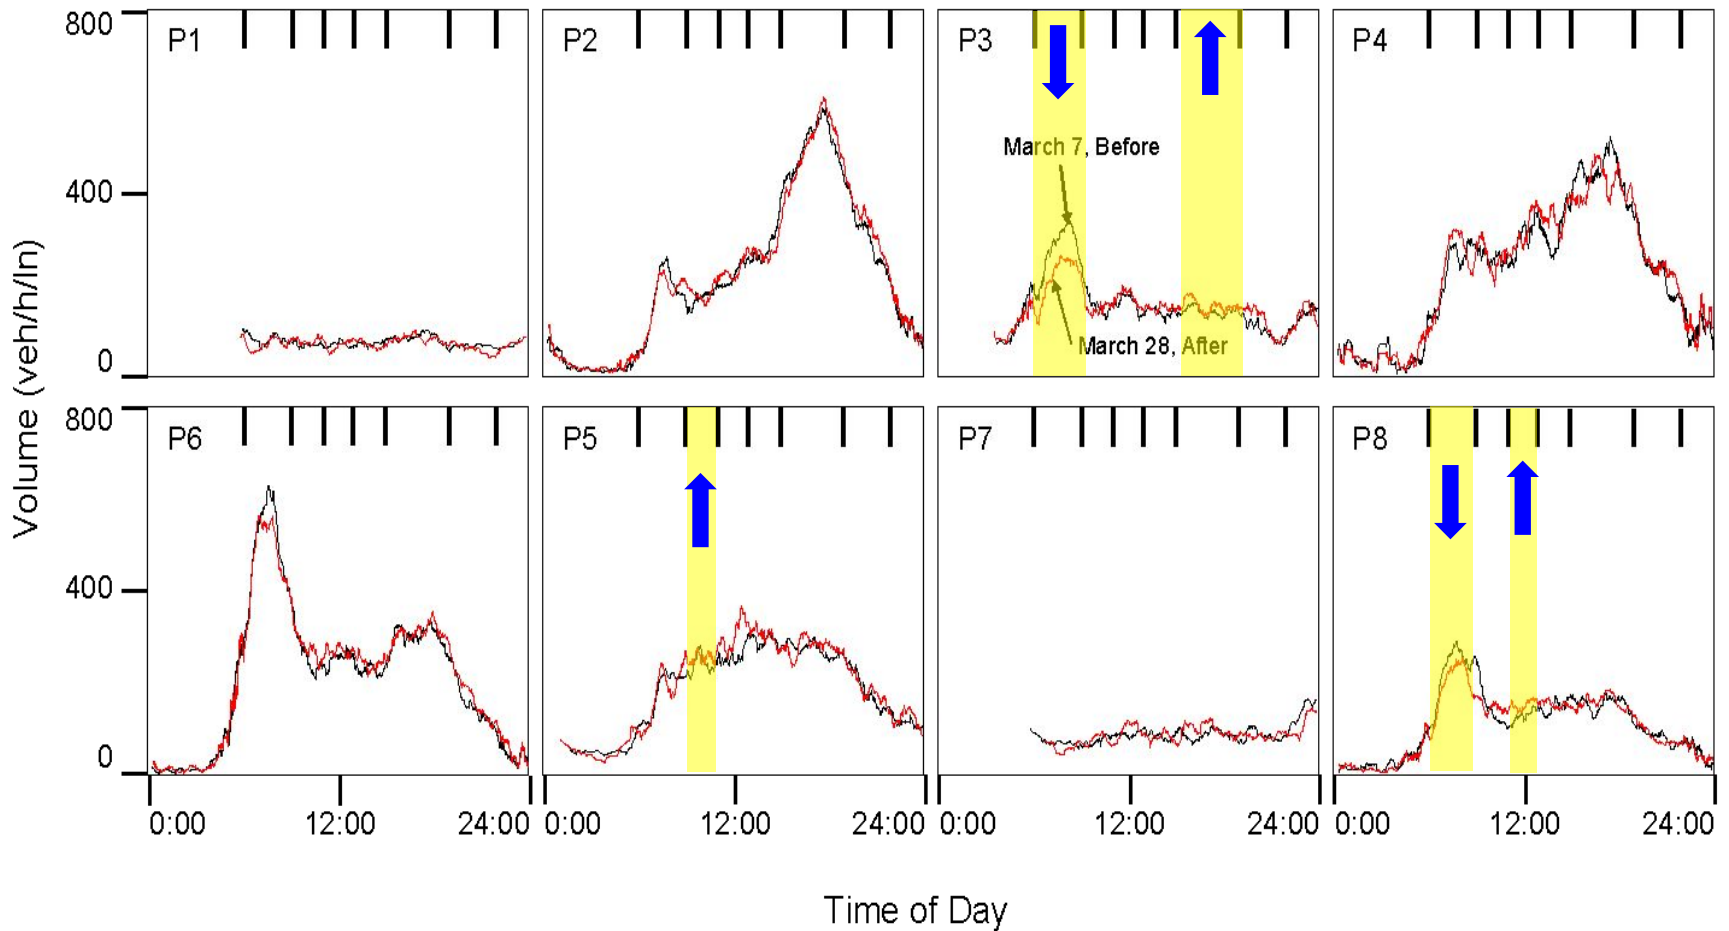 800
P1
P2
P3
P4
March 7, Before
400
March 28, After
0
Volume (veh/h/ln)
800
P6
P5
P7
P8
400
0
0:00 12:00 24:00
0:00 12:00 24:00
0:00 12:00 24:00
0:00 12:00 24:00
Time of Day